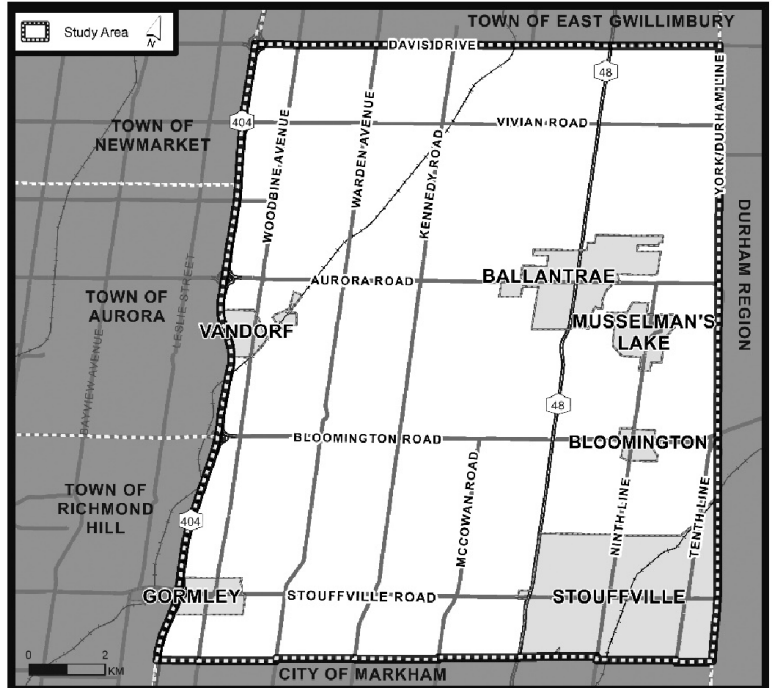 Study Area
N
TOWN OF EAST GWILLIMBURY
DAVIS DRIVE
48
YORK/DURHAM LINE
404
VIVIAN ROAD
TOWN OF
NEWMARKET
WOODBINE AVENUE
WARDEN AVENUE
KENNEDY ROAD
DURHAM REGION
AURORA ROAD
BALLANTRAE
TOWN OF
AURORA
LESLIE STREET
BAYVIEW AVENUE
VANDORF
MUSSELMAN'S
LAKE
48
BLOOMINGTON ROAD
BLOOMINGTON
TOWN OF
RICHMOND
HILL
404
MCCOWAN ROAD
NINTH LINE
TENTH LINE
GORMLEY
STOUFFVILLE ROAD
STOUFFVILLE
0 2
KM
CITY OF MARKHAM